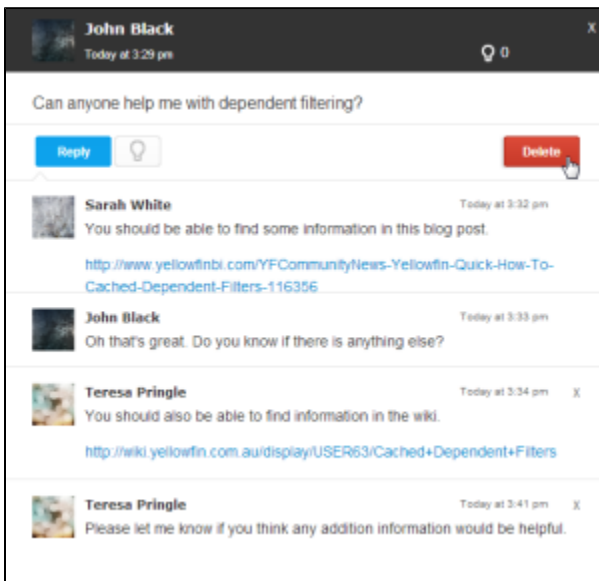 John Black
X
Today at 3:29 pm
0
Can anyone help me with dependent filtering?
Reply
Delete
Sarah White
Today at 3:32 pm
You should be able to find some information in this blog post.
http://www.yellowfinbi.com/YFCommunityNews-Yellowfin-Quick-How-To-
Cached-Dependent-Filters-116356
John Black
Today at 3:33 pm
Oh that's great. Do you know if there is anything else?
Teresa Pringle
Today at 3:34 pm
X
You should also be able to find information in the wiki.
http://wiki.yellowfin.com.au/display/USER63/Cached+Dependent+Filters
Teresa Pringle
Today at 3:41 pm
X
Please let me know if you think any addition information would be helpful.